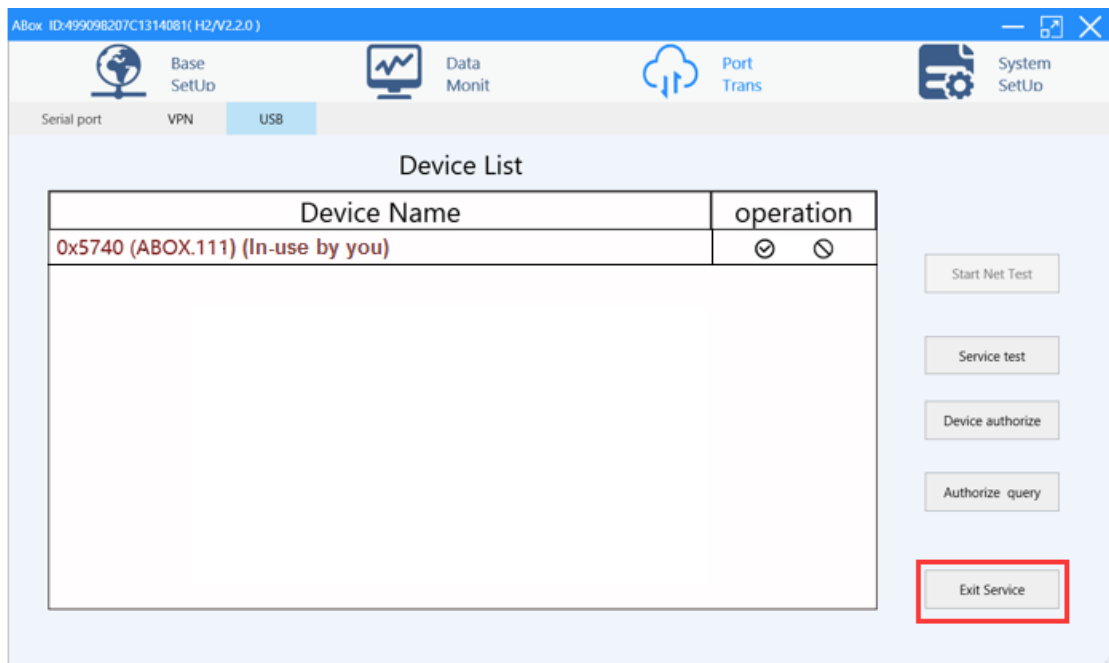 ABox ID:499098207C1314081( H2/V2.2.0 )
Base
SetUp
Data
Monit
Port
Trans
System
SetUp
Serial port VPN USB
Device List
Device Name operation
0x5740 (ABOX.111) (In-use by you)
Start Net Test
Service test
Device authorize
Authorize query
Exit Service